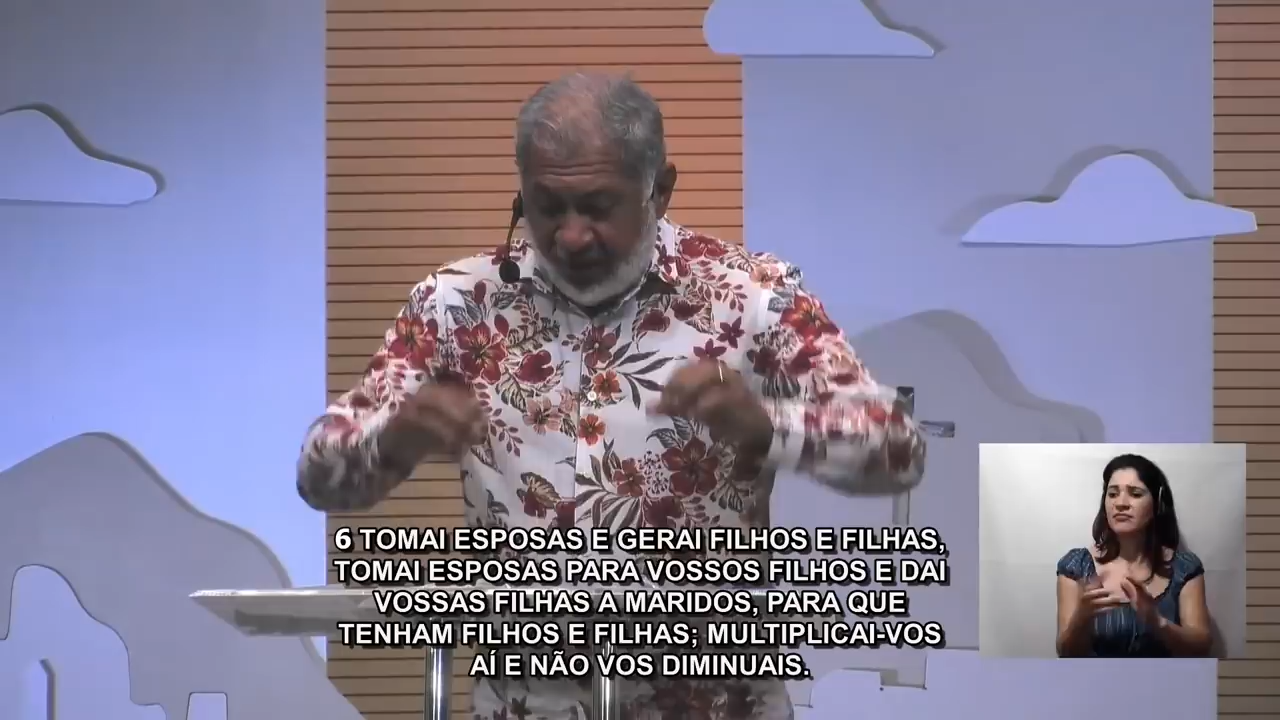 6 TOMAI ESPOSAS E GERAI FILHOS E FILHAS,
TOMAI ESPOSAS PARA VOSSOS FILHOS E DAI
VOSSAS FILHAS A MARIDOS, PARA QUE
TENHAM FILHOS E FILHAS; MULTIPLICAI-VOS
AÍ E NÃO VOS DIMINUAIS.